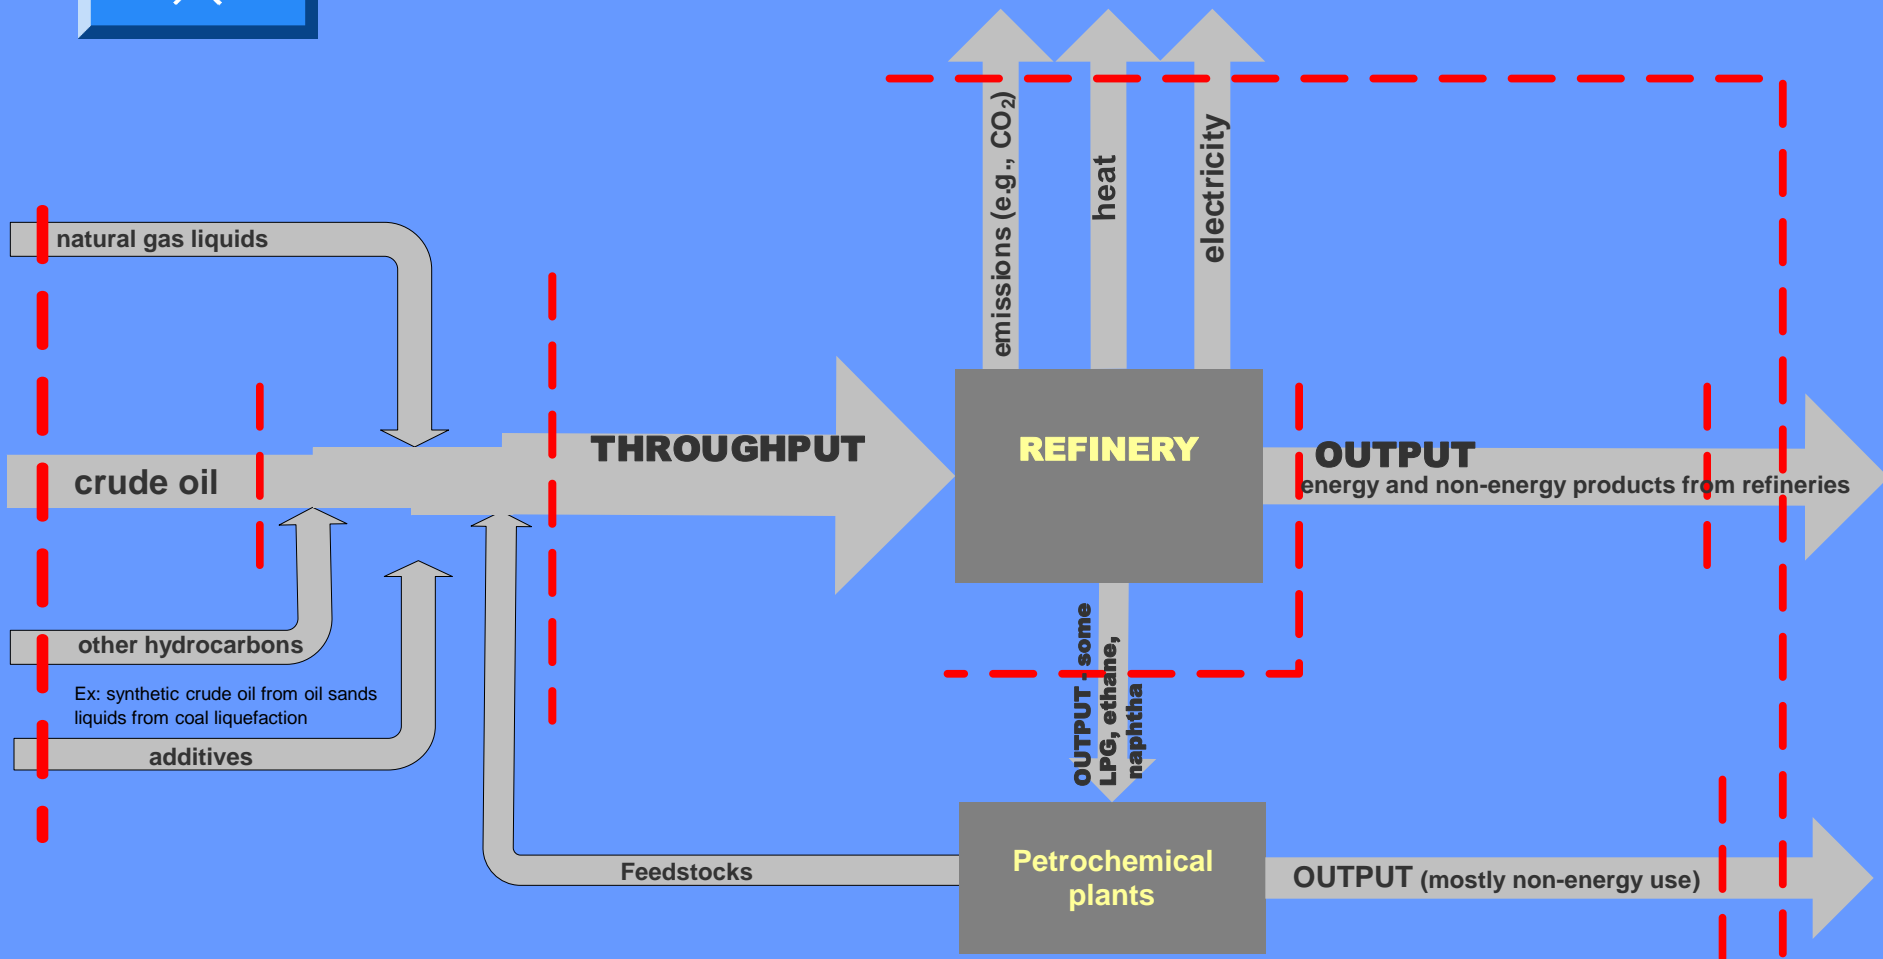 emissions (e.g., CO₂)
heat
electricity
natural gas liquids
crude oil
THROUGHPUT
REFINERY
OUTPUT
energy and non-energy products from refineries
other hydrocarbons
Ex: synthetic crude oil from oil sands
liquids from coal liquefaction
additives
OUTPUT - some
LPG, ethane,
naphtha
Feedstocks
Petrochemical
plants
OUTPUT (mostly non-energy use)